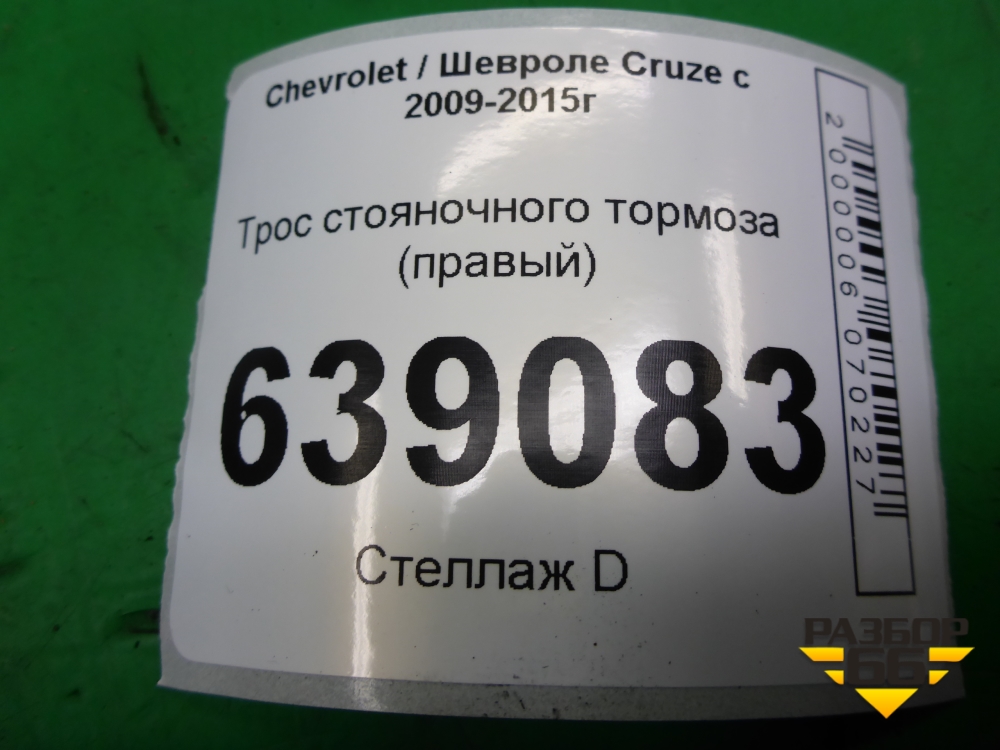 Chevrolet / Шевроле Cruze с
2009-2015г
Трос стояночного тормоза
(правый)
639083
Стеллаж D
2000006070227
РАЗБОР
66